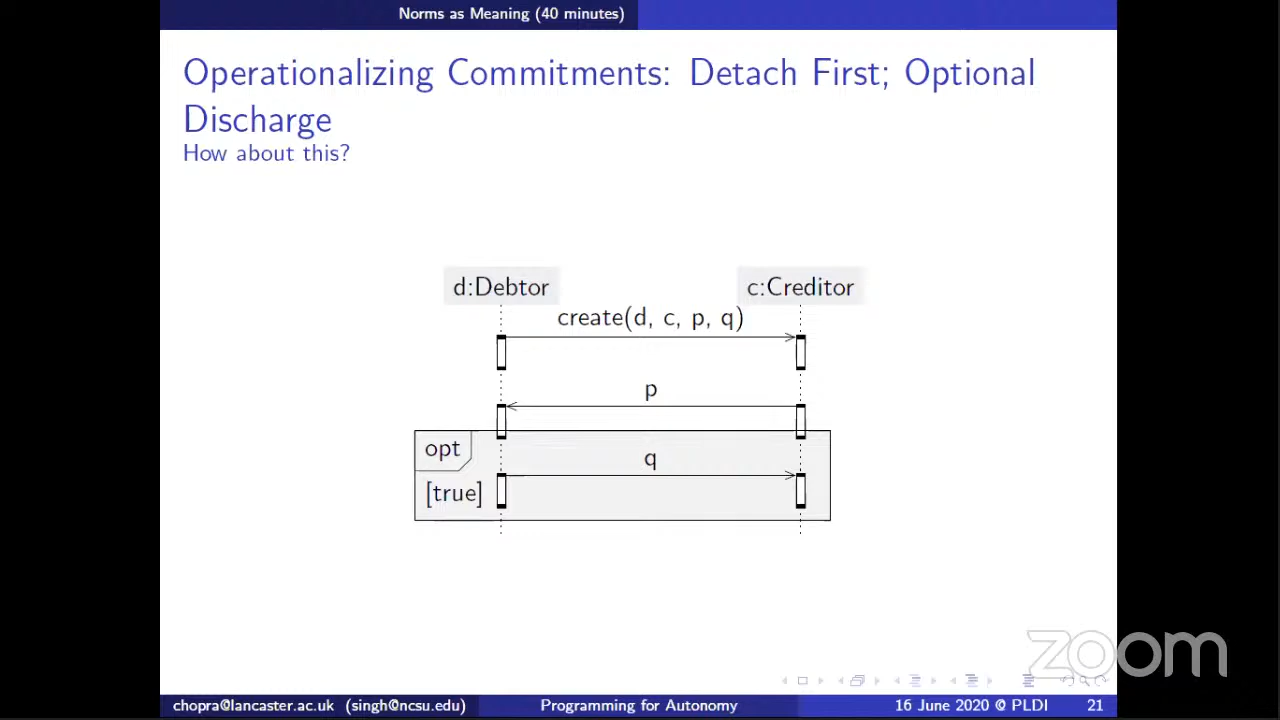 Norms as Meaning (40 minutes)
Operationalizing Commitments: Detach First; Optional
Discharge
How about this?
d:Debtor
c:Creditor
create(d, c, p, q)
p
opt
q
[true]
zoom
chopra@lancaster.ac.uk (singh@ncsu.edu)
Programming for Autonomy
16 June 2020 @ PLDI
21